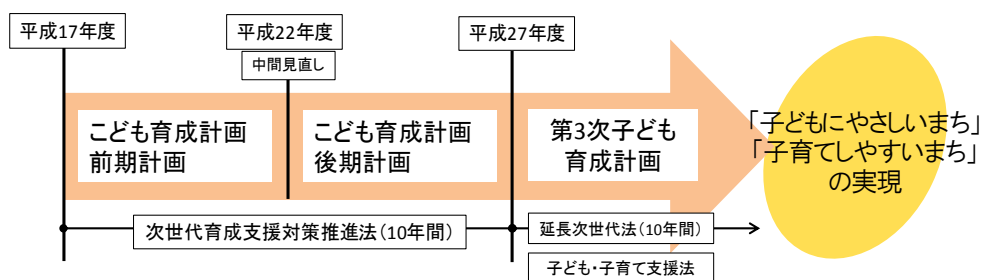 平成17年度
平成22年度
中間見直し
平成27年度
こども育成計画
前期計画
こども育成計画
後期計画
第3次子ども
育成計画
「子どもにやさしいまち」
「子育てしやすいまち」
の実現
次世代育成支援対策推進法（10年間）
延長次世代法（10年間）
子ども・子育て支援法